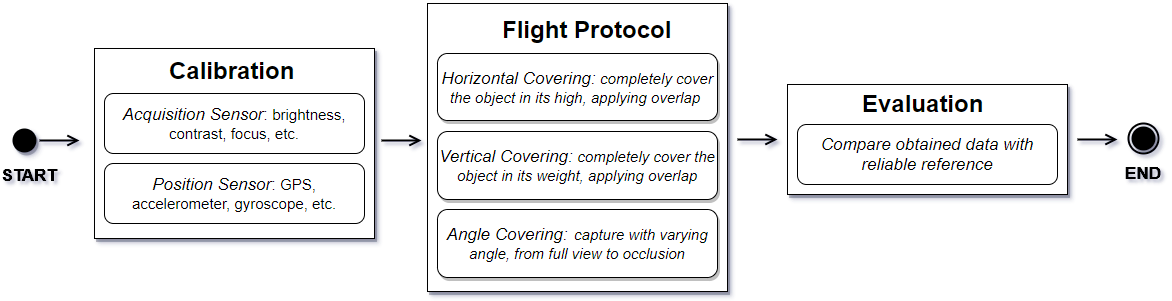 START
Calibration
Acquisition Sensor: brightness,
contrast, focus, etc.
Position Sensor: GPS,
accelerometer, gyroscope, etc.
Flight Protocol
Horizontal Covering: completely cover
the object in its high, applying overlap
Vertical Covering: completely cover the
object in its weight, applying overlap
Angle Covering: capture with varying
angle, from full view to occlusion
Evaluation
Compare obtained data with
reliable reference
END